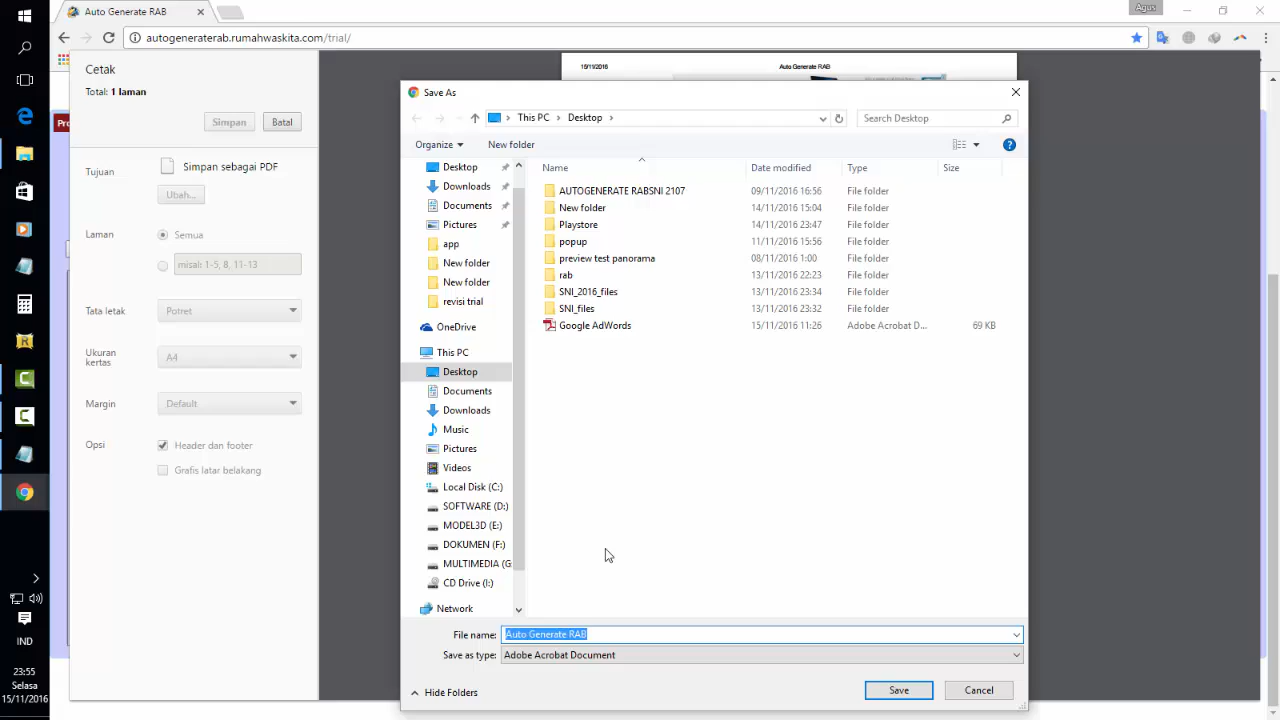 Auto Generate RAB
Agus
autogeneraterab.rumahwaskita.com/trial/
Cetak
Total: 1 laman
Simpan
Batal
Tujuan
Simpan sebagai PDF
Ubah...
Laman
Semua
misal: 1-5, 8, 11-13
Tata letak
Potret
Ukuran kertas
A4
Margin
Default
Opsi
Header dan footer
Grafis latar belakang
15/11/2016
Auto Generate RAB
Save As
This PC
Desktop
Search Desktop
Organize
New folder
Desktop
Downloads
Documents
Pictures
app
New folder
New folder
revisi trial
OneDrive
This PC
Desktop
Documents
Downloads
Music
Pictures
Videos
Local Disk (C:)
SOFTWARE (D:)
MODEL3D (E:)
DOKUMEN (F:)
MULTIMEDIA (G:
CD Drive (I:)
Network
Name Date modified Type Size
AUTOGENERATE RABSNI 2107 09/11/2016 16:56 File folder
New folder 14/11/2016 15:04 File folder
Playstore 14/11/2016 23:47 File folder
popup 11/11/2016 15:56 File folder
preview test panorama 08/11/2016 1:00 File folder
rab 13/11/2016 22:23 File folder
SNI_2016_files 13/11/2016 23:34 File folder
SNI_files 13/11/2016 23:32 File folder
Google AdWords 15/11/2016 11:26 Adobe Acrobat D... 69 KB
File name: Auto Generate RAB
Save as type: Adobe Acrobat Document
Hide Folders
Save
Cancel
Pro
IND
23:55
Selasa
15/11/2016